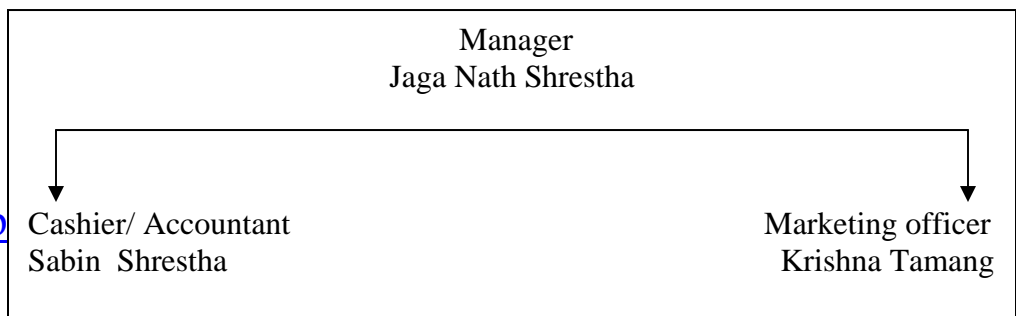 Manager
Jaga Nath Shrestha
Cashier/ Accountant
Sabin Shrestha
Marketing officer
Krishna Tamang